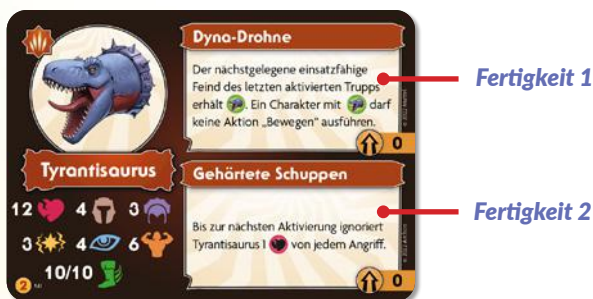 Dyna-Drohne
Der nächstgelegene einsatzfähige
Feind des letzten aktivierten Trupps
erhält . Ein Charakter mit darf
keine Aktion „Bewegen" ausführen.
0
Fertigkeit 1
Tyrantisaurus
12 4 3
3 4 6
10/10
2
Gehärtete Schuppen
Bis zur nächsten Aktivierung ignoriert
Tyrantisaurus 1 von jedem Angriff.
0
Fertigkeit 2